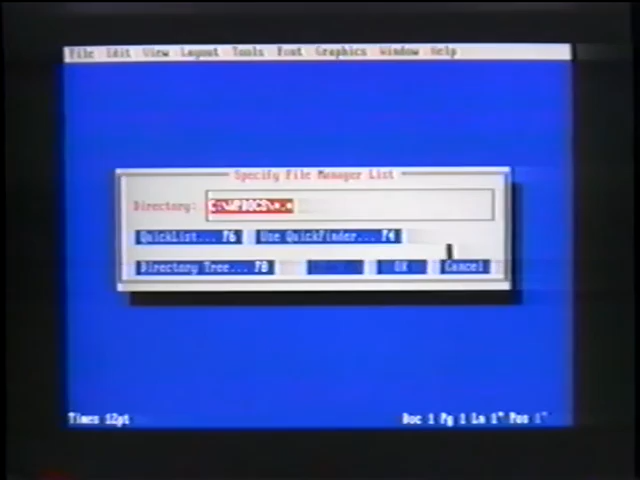 File Edit View Layout Tools Font Graphics Window Help
Specify File Manager List
Directory: C:\WPDOCS\*.*
QuickList... F6 Use QuickFinder... F4
Directory Tree... F8 OK Cancel
Times 12pt Doc 1 Pg 1 Ln 1" Pos 1"